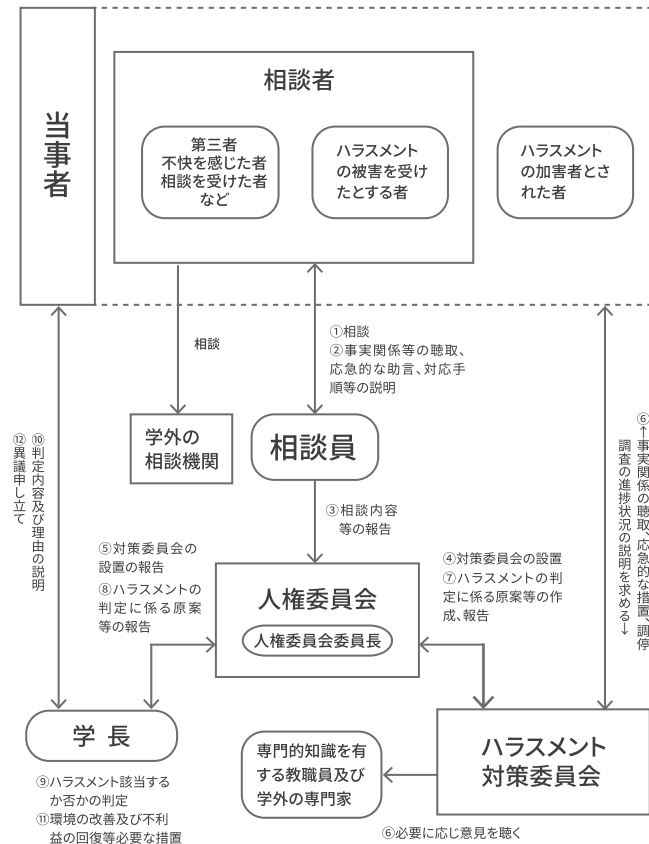 当事者
相談者
第三者
不快を感じた者
相談を受けた者
など
ハラスメント
の被害を受け
たとする者
ハラスメント
の加害者とさ
れた者
相談
①相談
②事実関係等の聴取、
応急的な助言、対応手
順等の説明
学外の
相談機関
相談員
⑩判定内容及び理由の説明
⑫異議申し立て
⑥↑事実関係の聴取、応急的な措置、調停
調査の進捗状況の説明を求める↓
③相談内容
等の報告
⑤対策委員会の
設置の報告
⑧ハラスメントの
判定に係る原案
等の報告
④対策委員会の設置
⑦ハラスメントの判
定に係る原案等の作
成、報告
人権委員会
人権委員会委員長
学長
⑨ハラスメント該当する
か否かの判定
⑪環境の改善及び不利
益の回復等必要な措置
専門的知識を有
する教職員及び
学外の専門家
ハラスメント
対策委員会
⑥必要に応じ意見を聴く